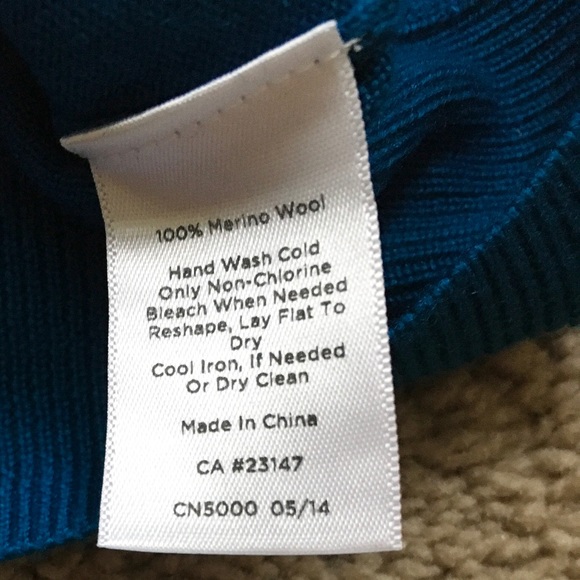 100% Merino Wool
Hand Wash Cold
Only Non-Chlorine
Bleach When Needed
Reshape, Lay Flat To
Dry
Cool Iron, If Needed
Or Dry Clean
Made In China
CA #23147
CN5000 05/14